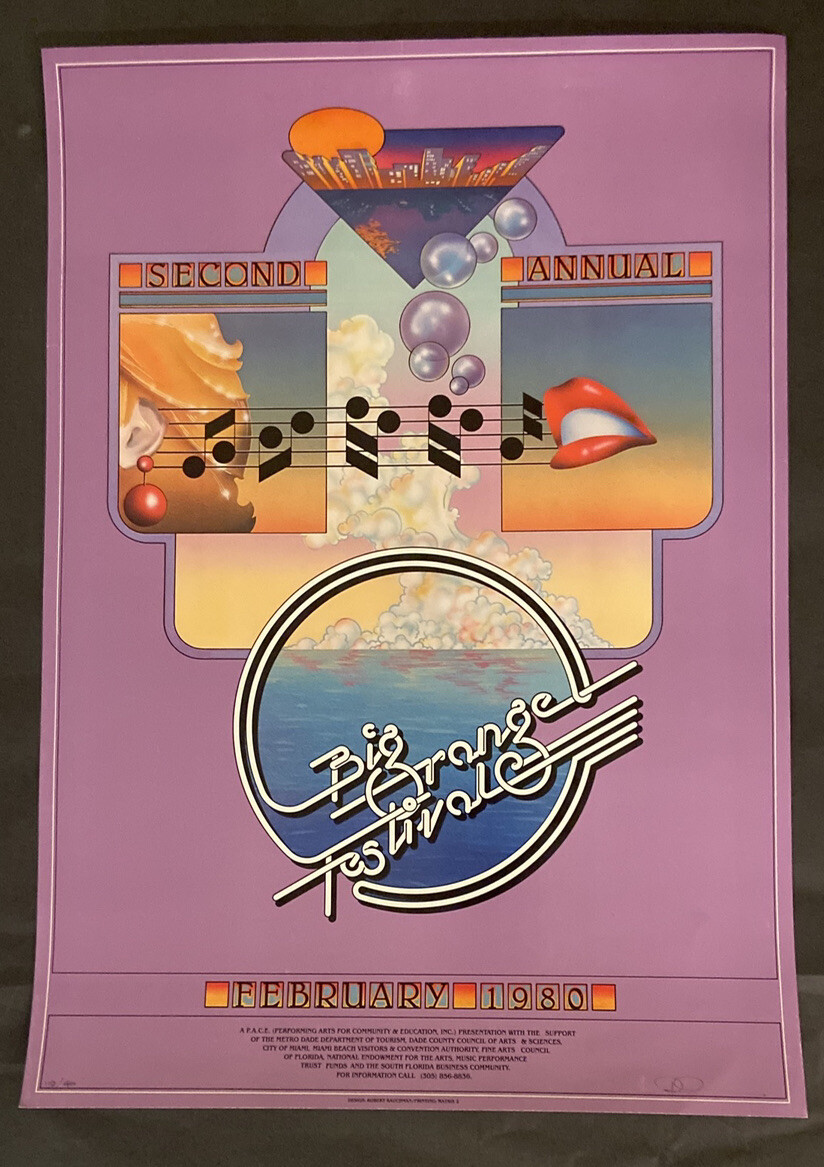 SECOND ANNUAL
Big
Orange
Festival
FEBRUARY 1980
A P.A.C.E. (PERFORMING ARTS FOR COMMUNITY & EDUCATION, INC.) PRESENTATION WITH THE SUPPORT
OF THE METRO DADE DEPARTMENT OF TOURISM, DADE COUNTY COUNCIL OF ARTS & SCIENCES,
CITY OF MIAMI, MIAMI BEACH VISITORS & CONVENTION AUTHORITY, FINE ARTS COUNCIL
OF FLORIDA, NATIONAL ENDOWMENT FOR THE ARTS, MUSIC PERFORMANCE
TRUST FUNDS AND THE SOUTH FLORIDA BUSINESS COMMUNITY.
FOR INFORMATION CALL (305) 856-8836.